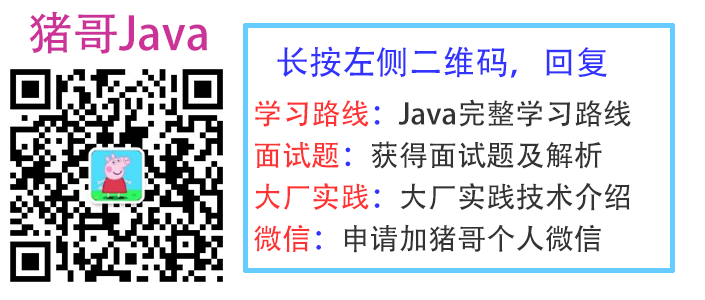 猪哥Java
长按左侧二维码，回复
学习路线：Java完整学习路线
面试题：获得面试题及解析
大厂实践：大厂实践技术介绍
微信：申请加猪哥个人微信